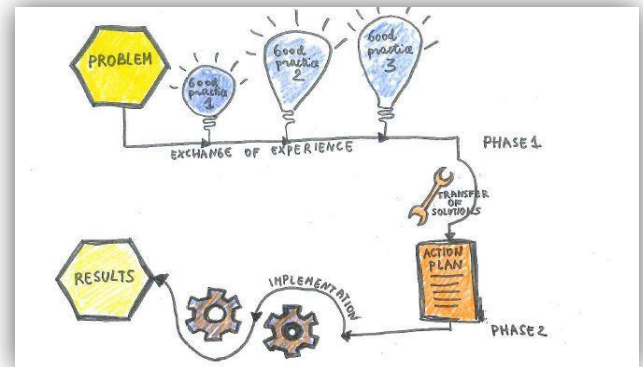 PROBLEM
Good
practice
1
Good
practice
2
Good
practice
3
EXCHANGE OF EXPERIENCE
PHASE 1
TRANSFER
OF
SOLUTIONS
ACTION
PLAN
RESULTS
IMPLEMENTATION
PHASE 2